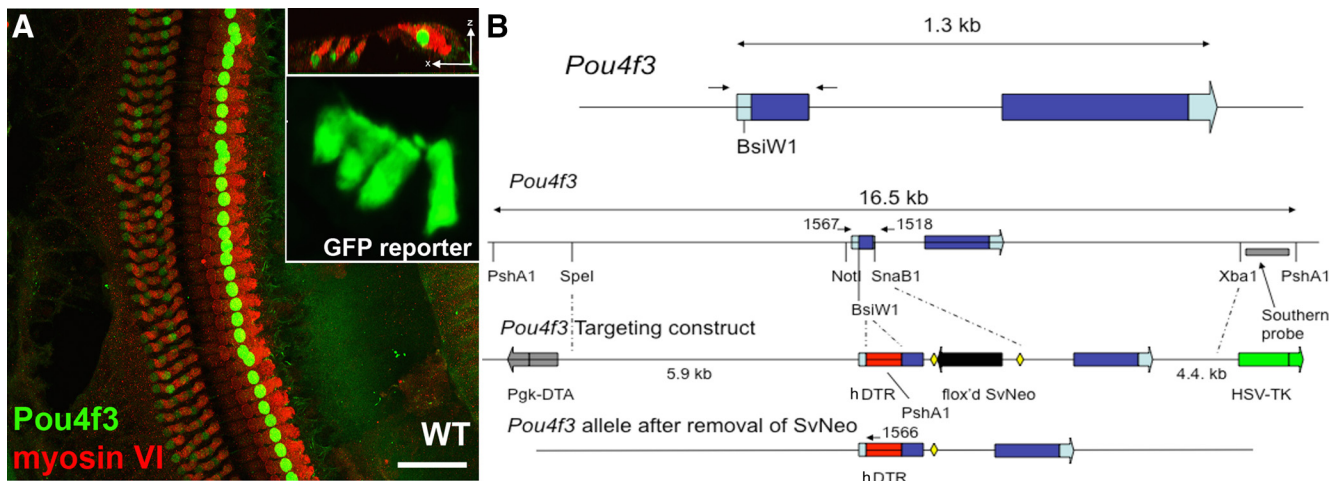 A
z
x
GFP reporter
Pou4f3
myosin VI
WT
B
1.3 kb
Pou4f3
BsiW1
Pou4f3
16.5 kb
1567
1518
PshA1
SpeI
NotI
SnaB1
Xba1
PshA1
BsiW1
Southern
probe
Pou4f3 Targeting construct
5.9 kb
4.4. kb
Pgk-DTA
hDTR
flox'd SvNeo
HSV-TK
PshA1
Pou4f3 allele after removal of SvNeo
1566
hDTR